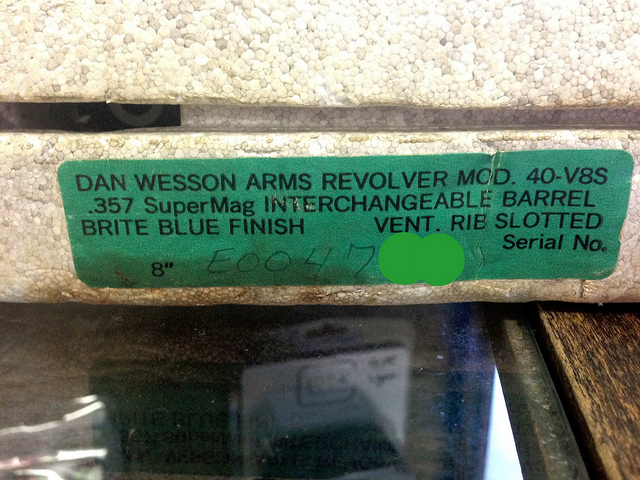 DAN WESSON ARMS REVOLVER MOD. 40-V8S
.357 SuperMag INTERCHANGEABLE BARREL
BRITE BLUE FINISH VENT. RIB SLOTTED
Serial No.
8" E0047